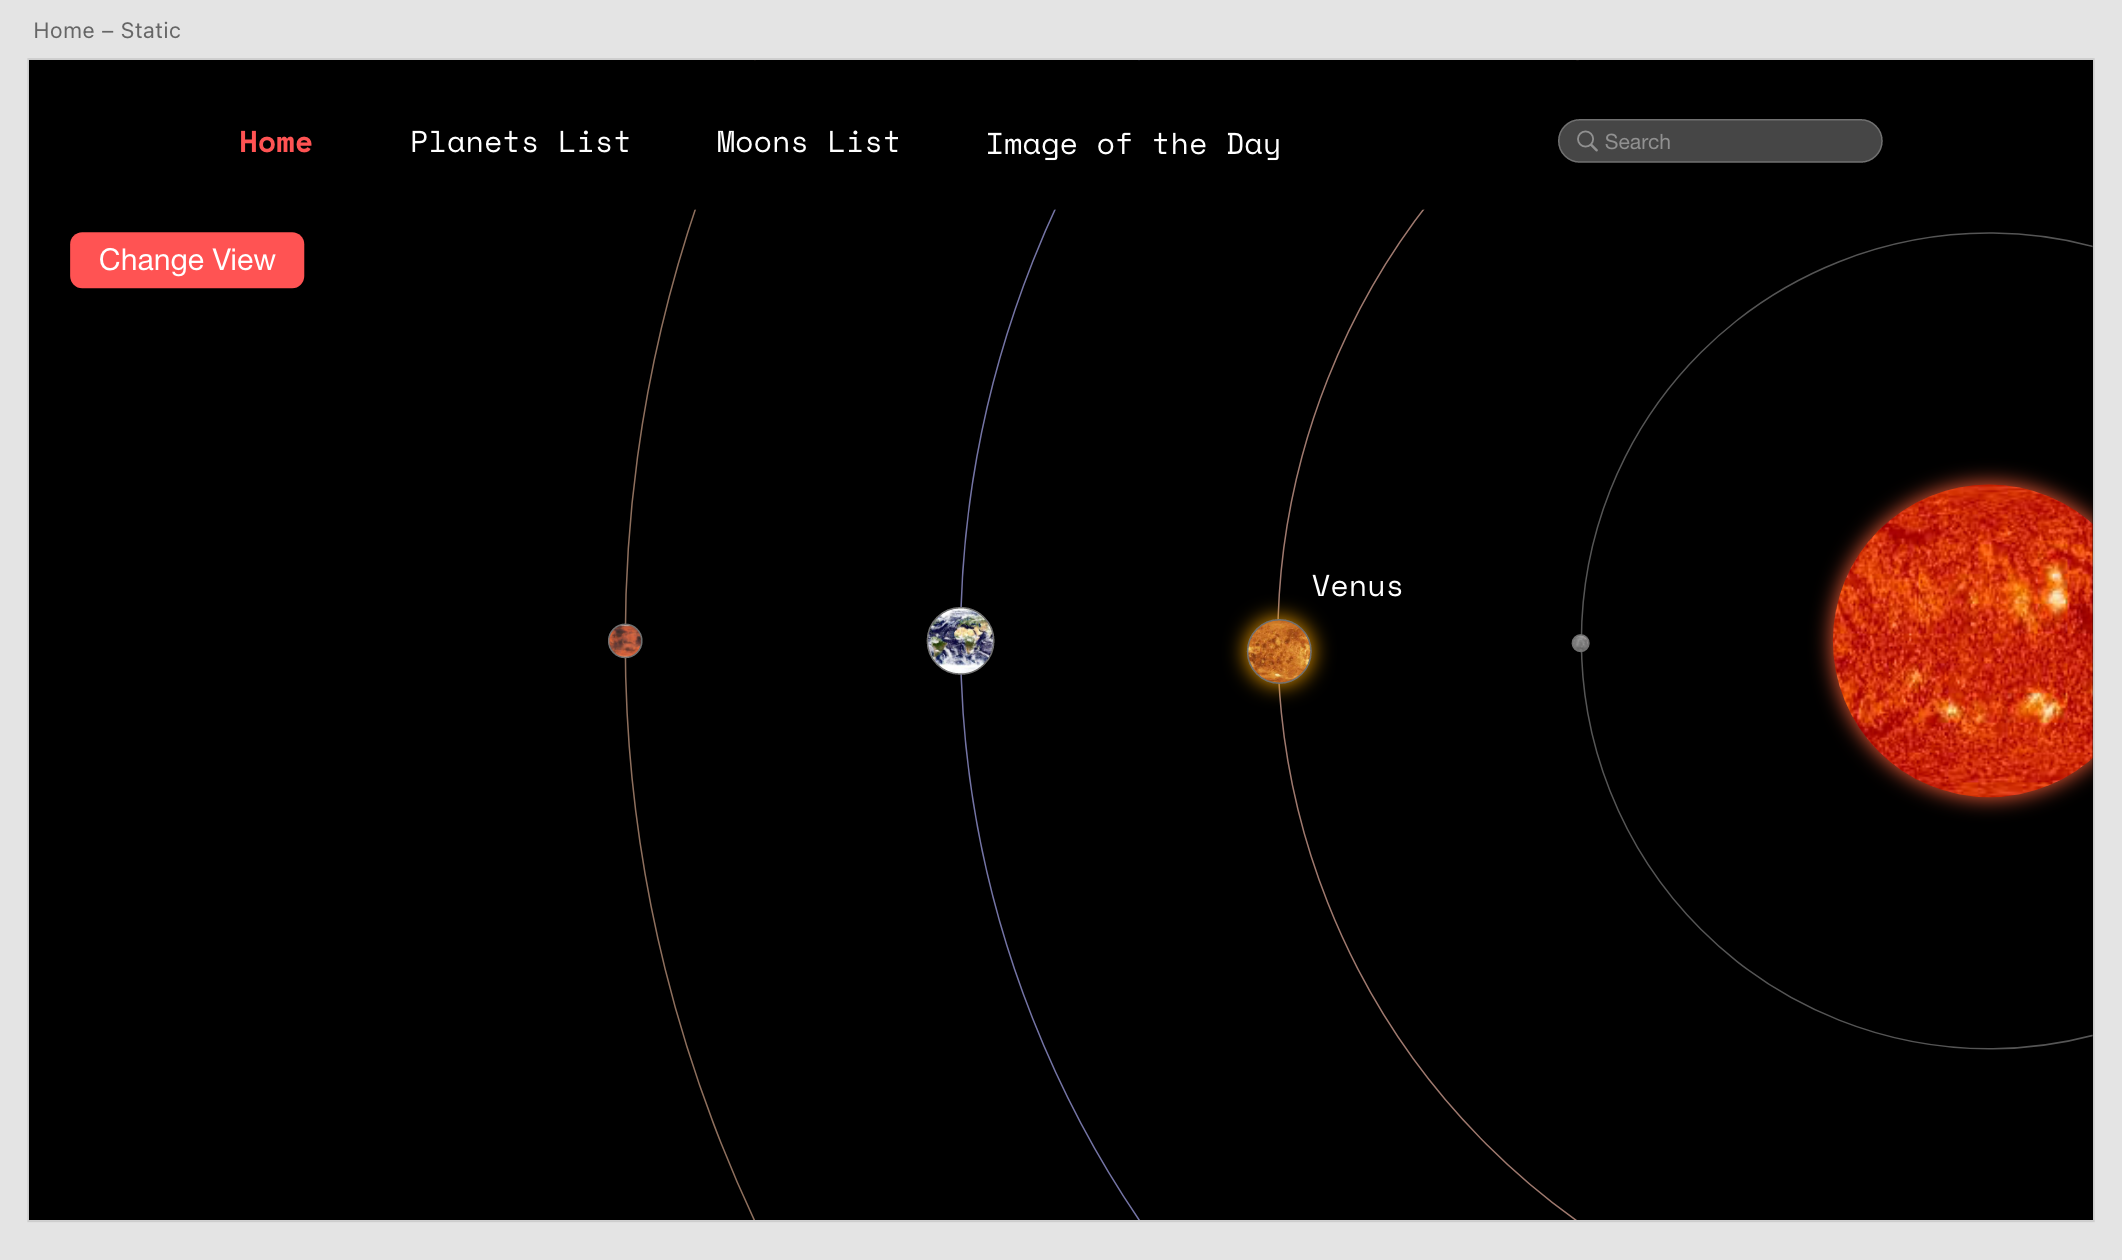 Home – Static
Home Planets List Moons List Image of the Day Search
Change View
Venus